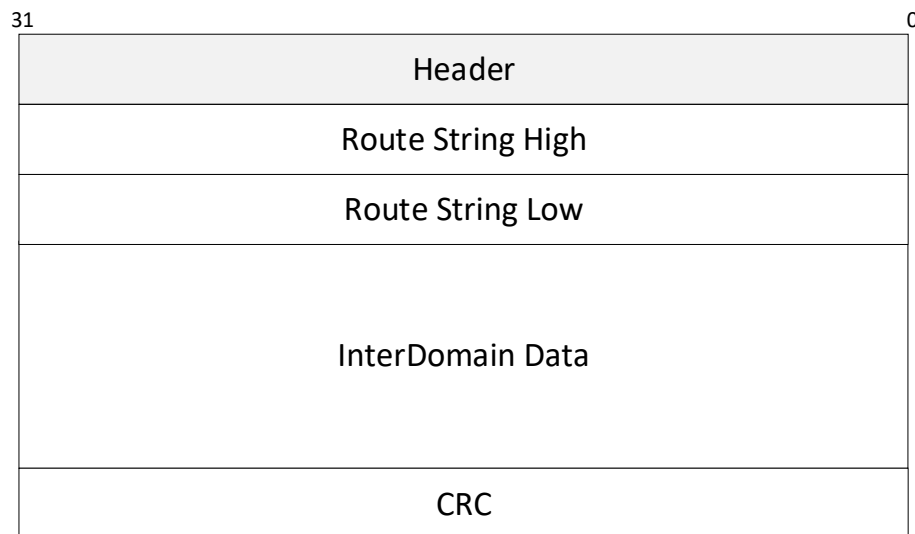 31 0
Header
Route String High
Route String Low
InterDomain Data
CRC